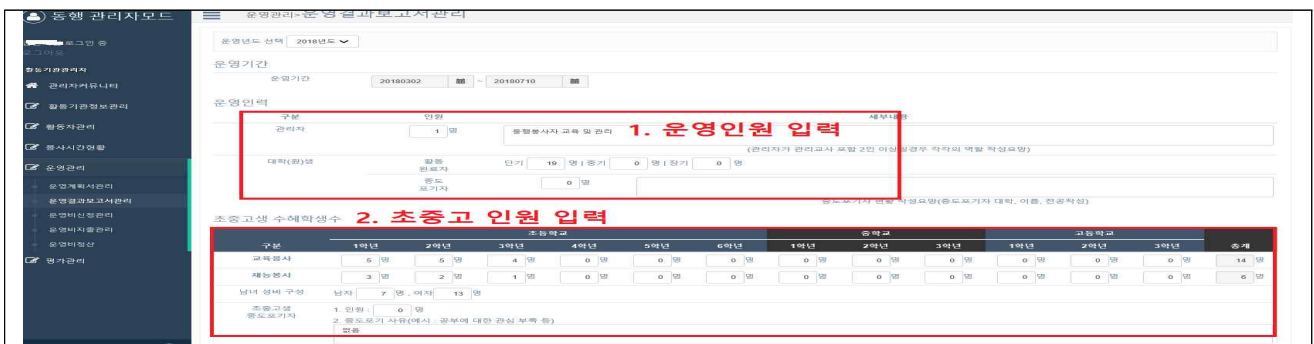 동행 관리자모드
운영관리>운영결과보고서관리
로그인 중
로그아웃
운영년도 선택 2018년도
활동기관관리자
관리자커뮤니티
활동기관정보관리
활동자관리
봉사시간현황
운영관리
운영계획서관리
운영결과보고서관리
운영비신청관리
운영비지출관리
운영비정산
평가관리
운영기간
운영기간 20180302 ~ 20180710
운영인력
구분 인원 세부내용
관리자 1 명 동행봉사자 교육 및 관리
1. 운영인원 입력
(관리자가 관리교사 포함 2인 이상일경우 각각의 역할 작성요망)
대학(원)생 활동완료자 단기 19 명 | 중기 0 명 | 장기 0 명
중도포기자 0 명
중도포기자 현황 작성요망(중도포기자 대학, 이름, 전공작성)
초중고생 수혜학생수
2. 초중고 인원 입력
초등학교 중학교 고등학교
구분 1학년 2학년 3학년 4학년 5학년 6학년 1학년 2학년 3학년 1학년 2학년 3학년 총계
교육봉사 5 명 5 명 4 명 0 명 0 명 0 명 0 명 0 명 0 명 0 명 0 명 0 명 14 명
재능봉사 3 명 2 명 1 명 0 명 0 명 0 명 0 명 0 명 0 명 0 명 0 명 0 명 6 명
남녀 성비 구성 남자 7 명 , 여자 13 명
초중고생 중도포기자 1. 인원 : 0 명
2. 중도포기 사유(예시 : 공부에 대한 관심 부족 등)
없음